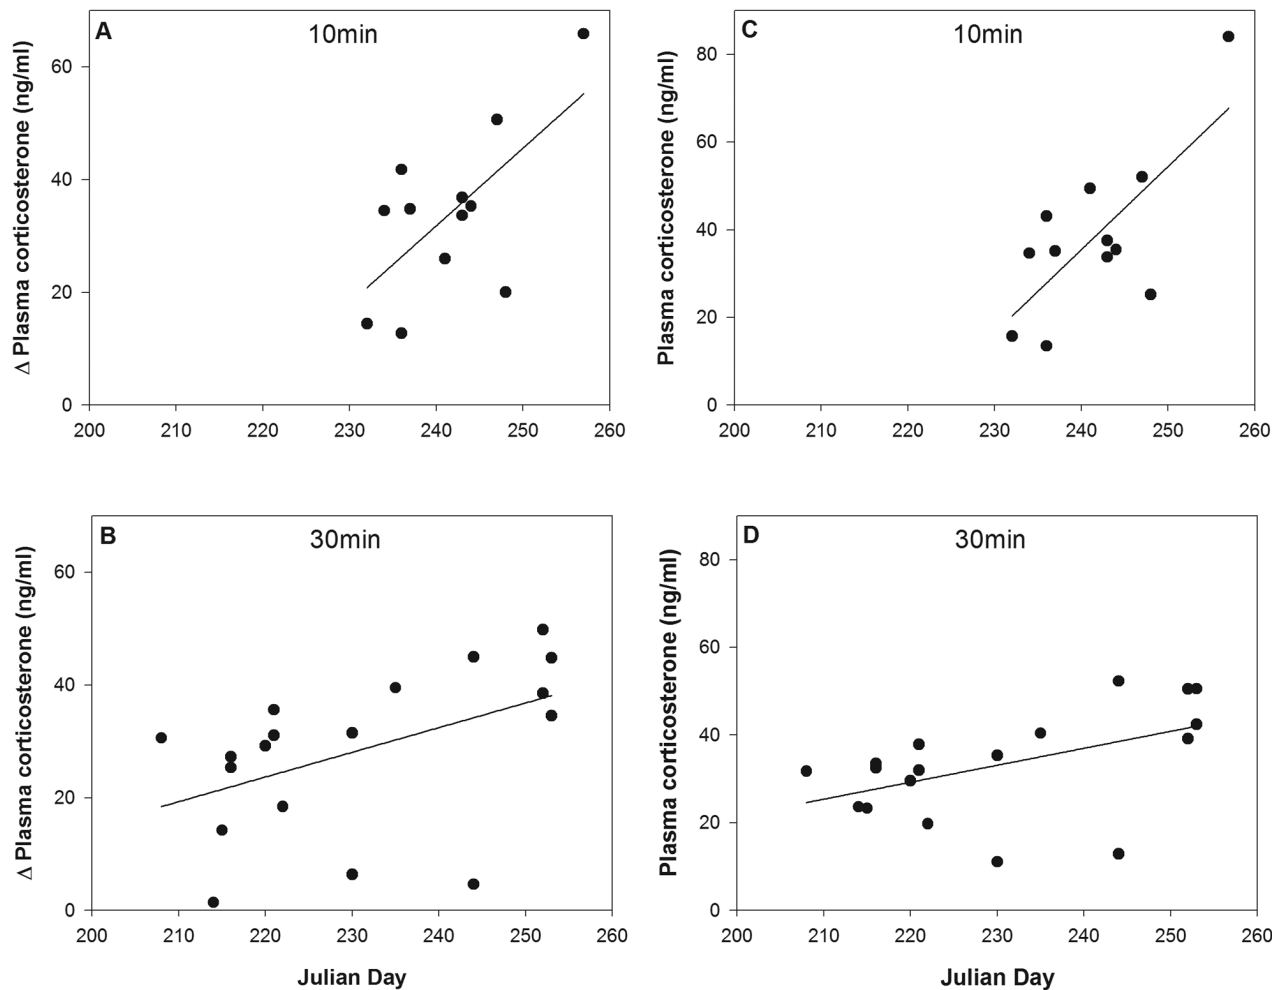 A
10min
Δ Plasma corticosterone (ng/ml)
60
40
20
0
200 210 220 230 240 250 260
C
10min
Plasma corticosterone (ng/ml)
80
60
40
20
0
200 210 220 230 240 250 260
B
30min
Δ Plasma corticosterone (ng/ml)
60
40
20
0
200 210 220 230 240 250 260
Julian Day
D
30min
Plasma corticosterone (ng/ml)
80
60
40
20
0
200 210 220 230 240 250 260
Julian Day